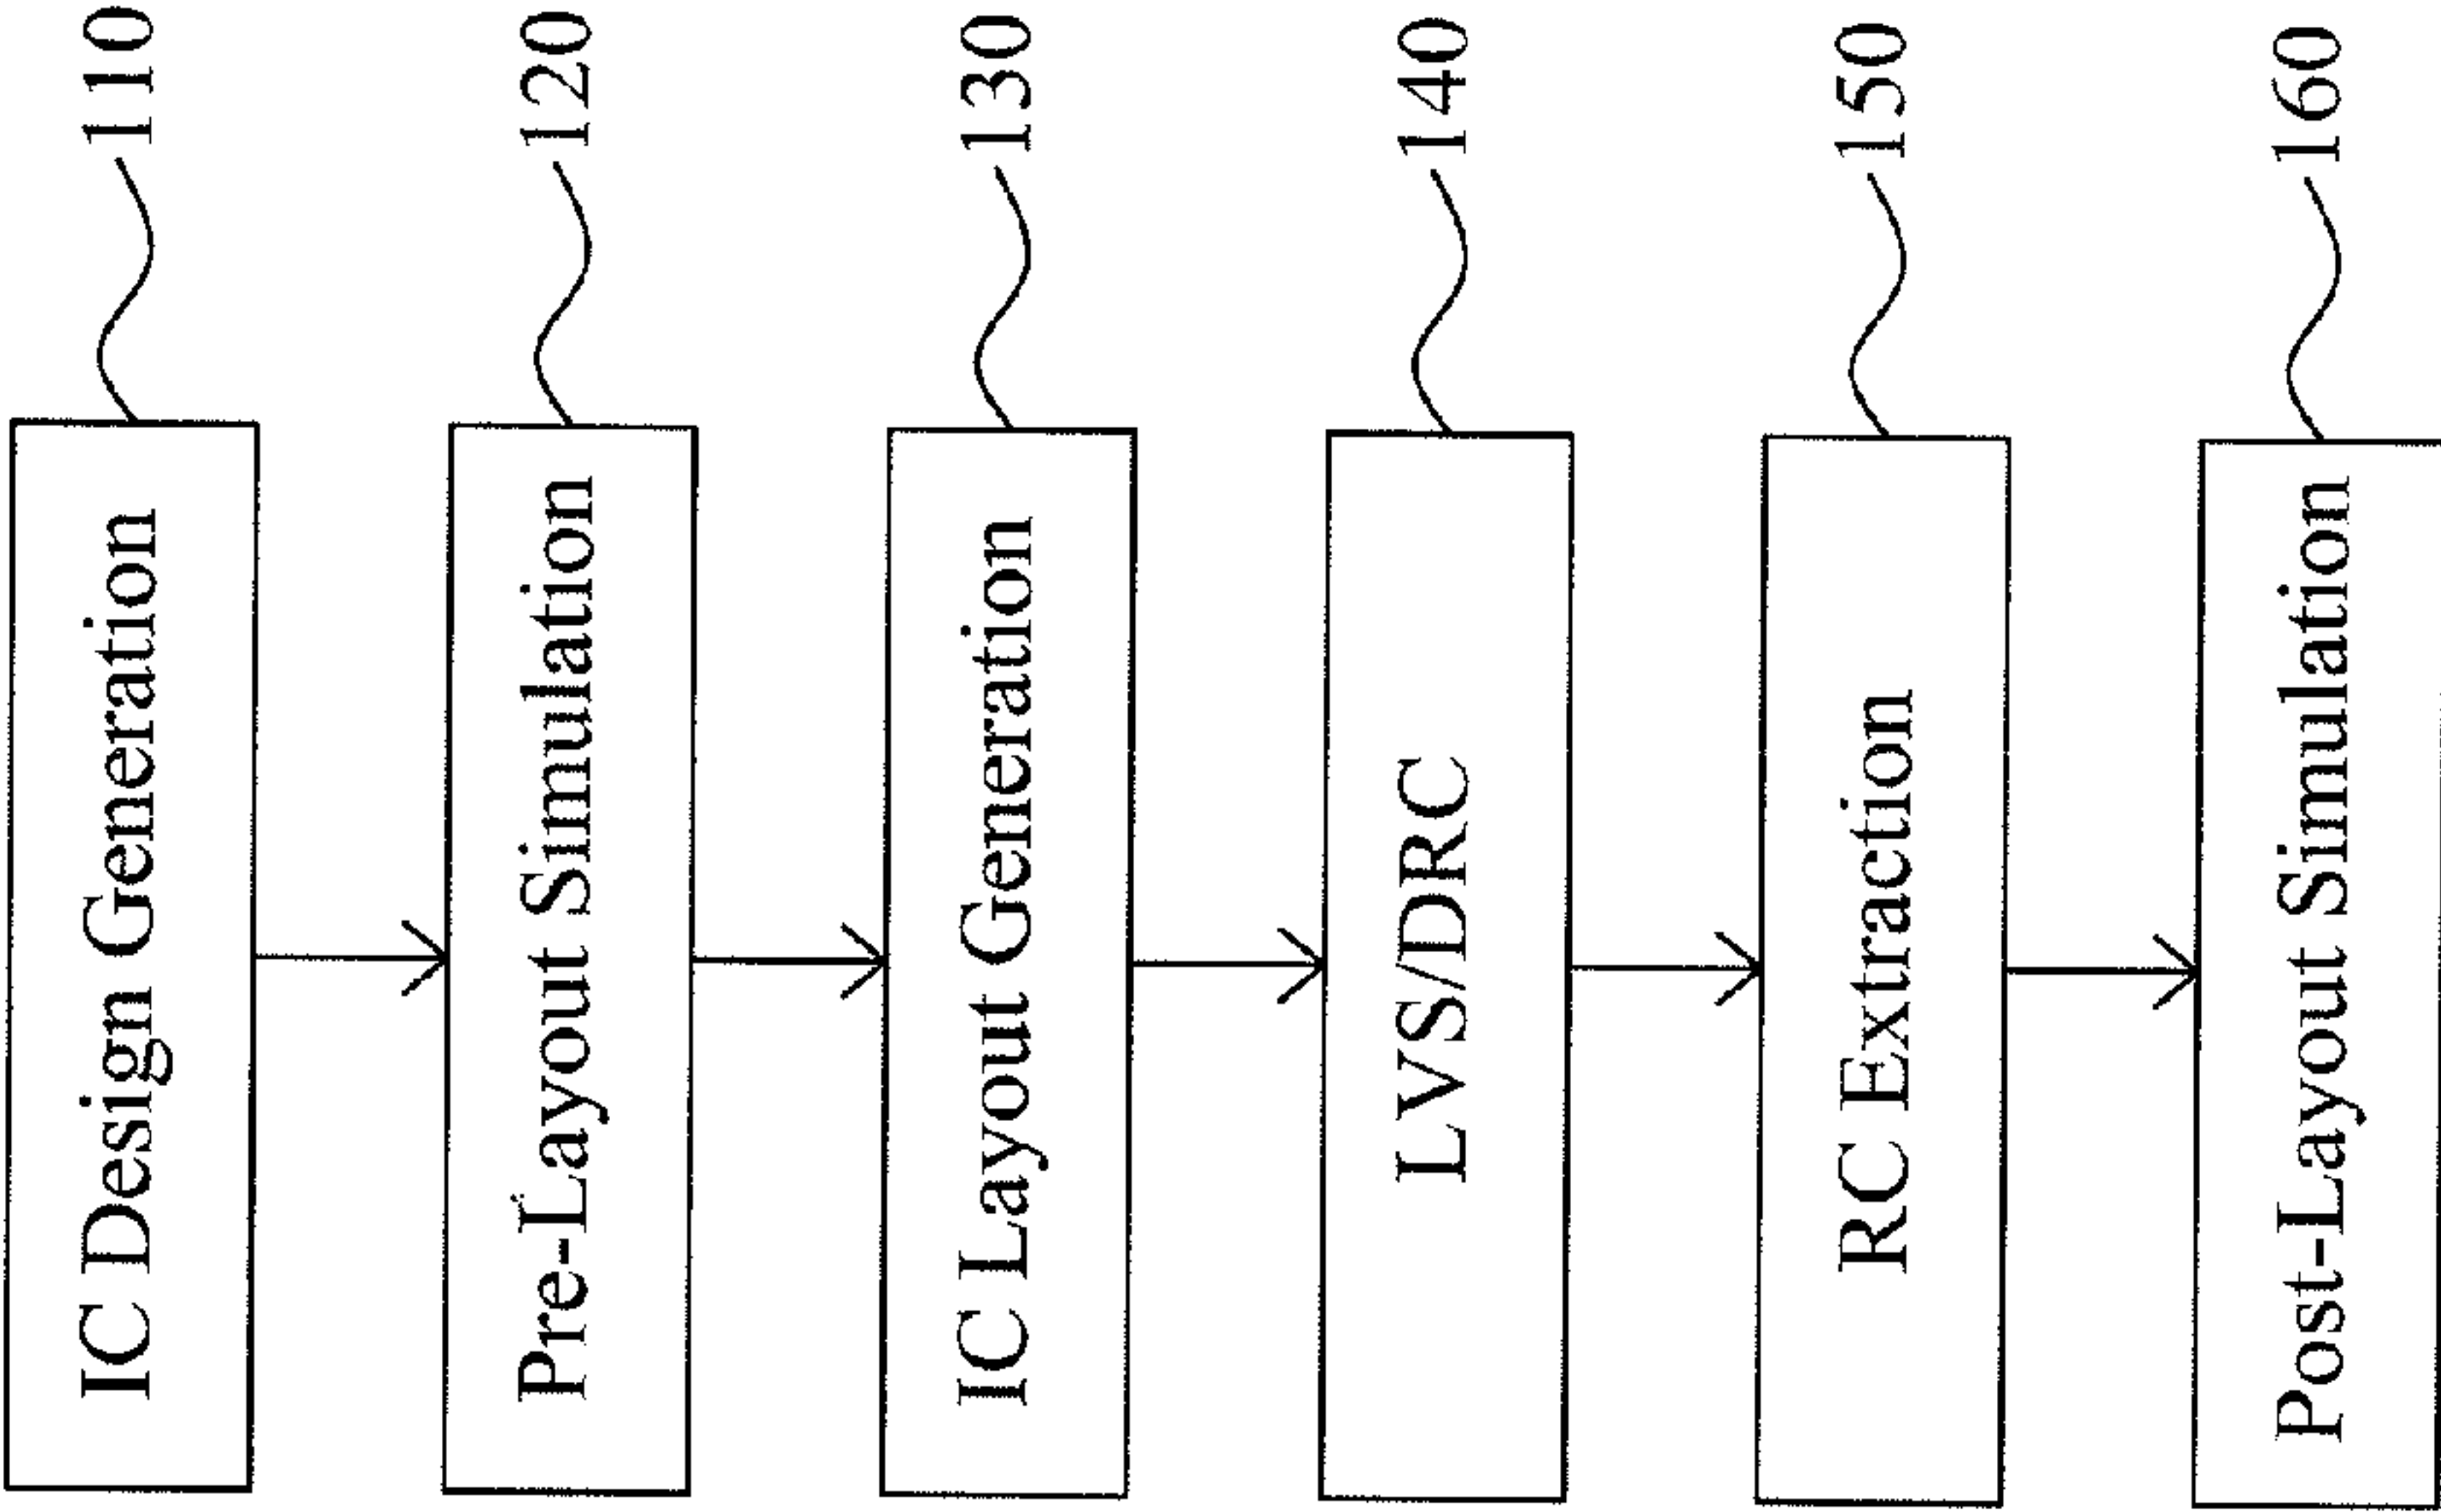 IC Design Generation
110
Pre-Layout Simulation
120
IC Layout Generation
130
LVS/DRC
140
RC Extraction
150
Post-Layout Simulation
160